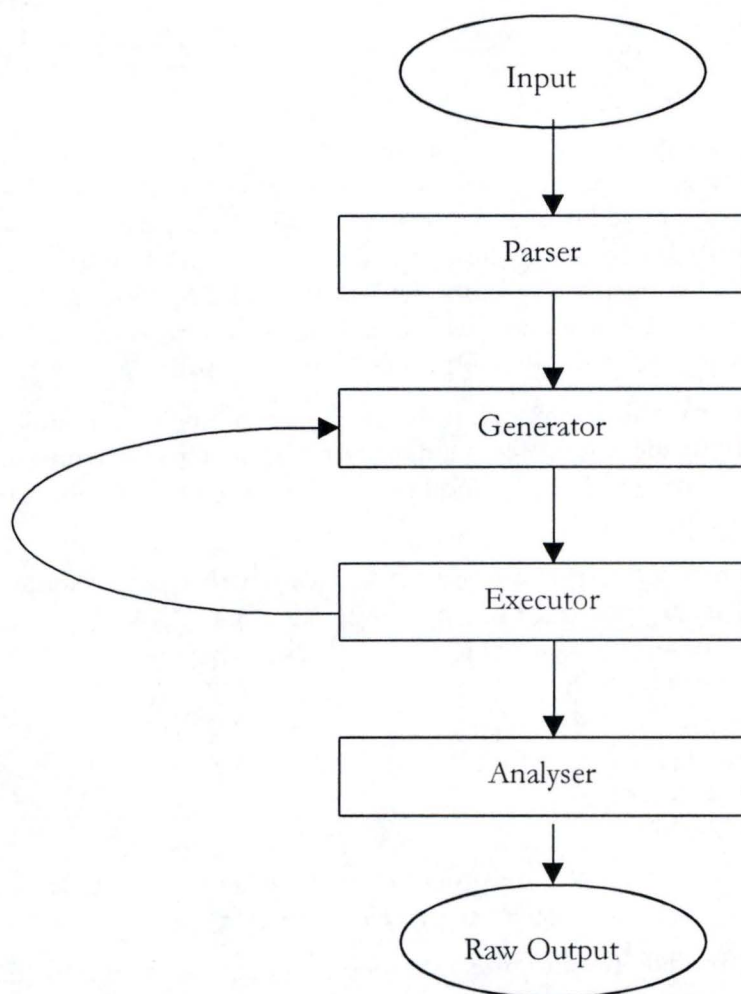 Input
Parser
Generator
Executor
Analyser
Raw Output